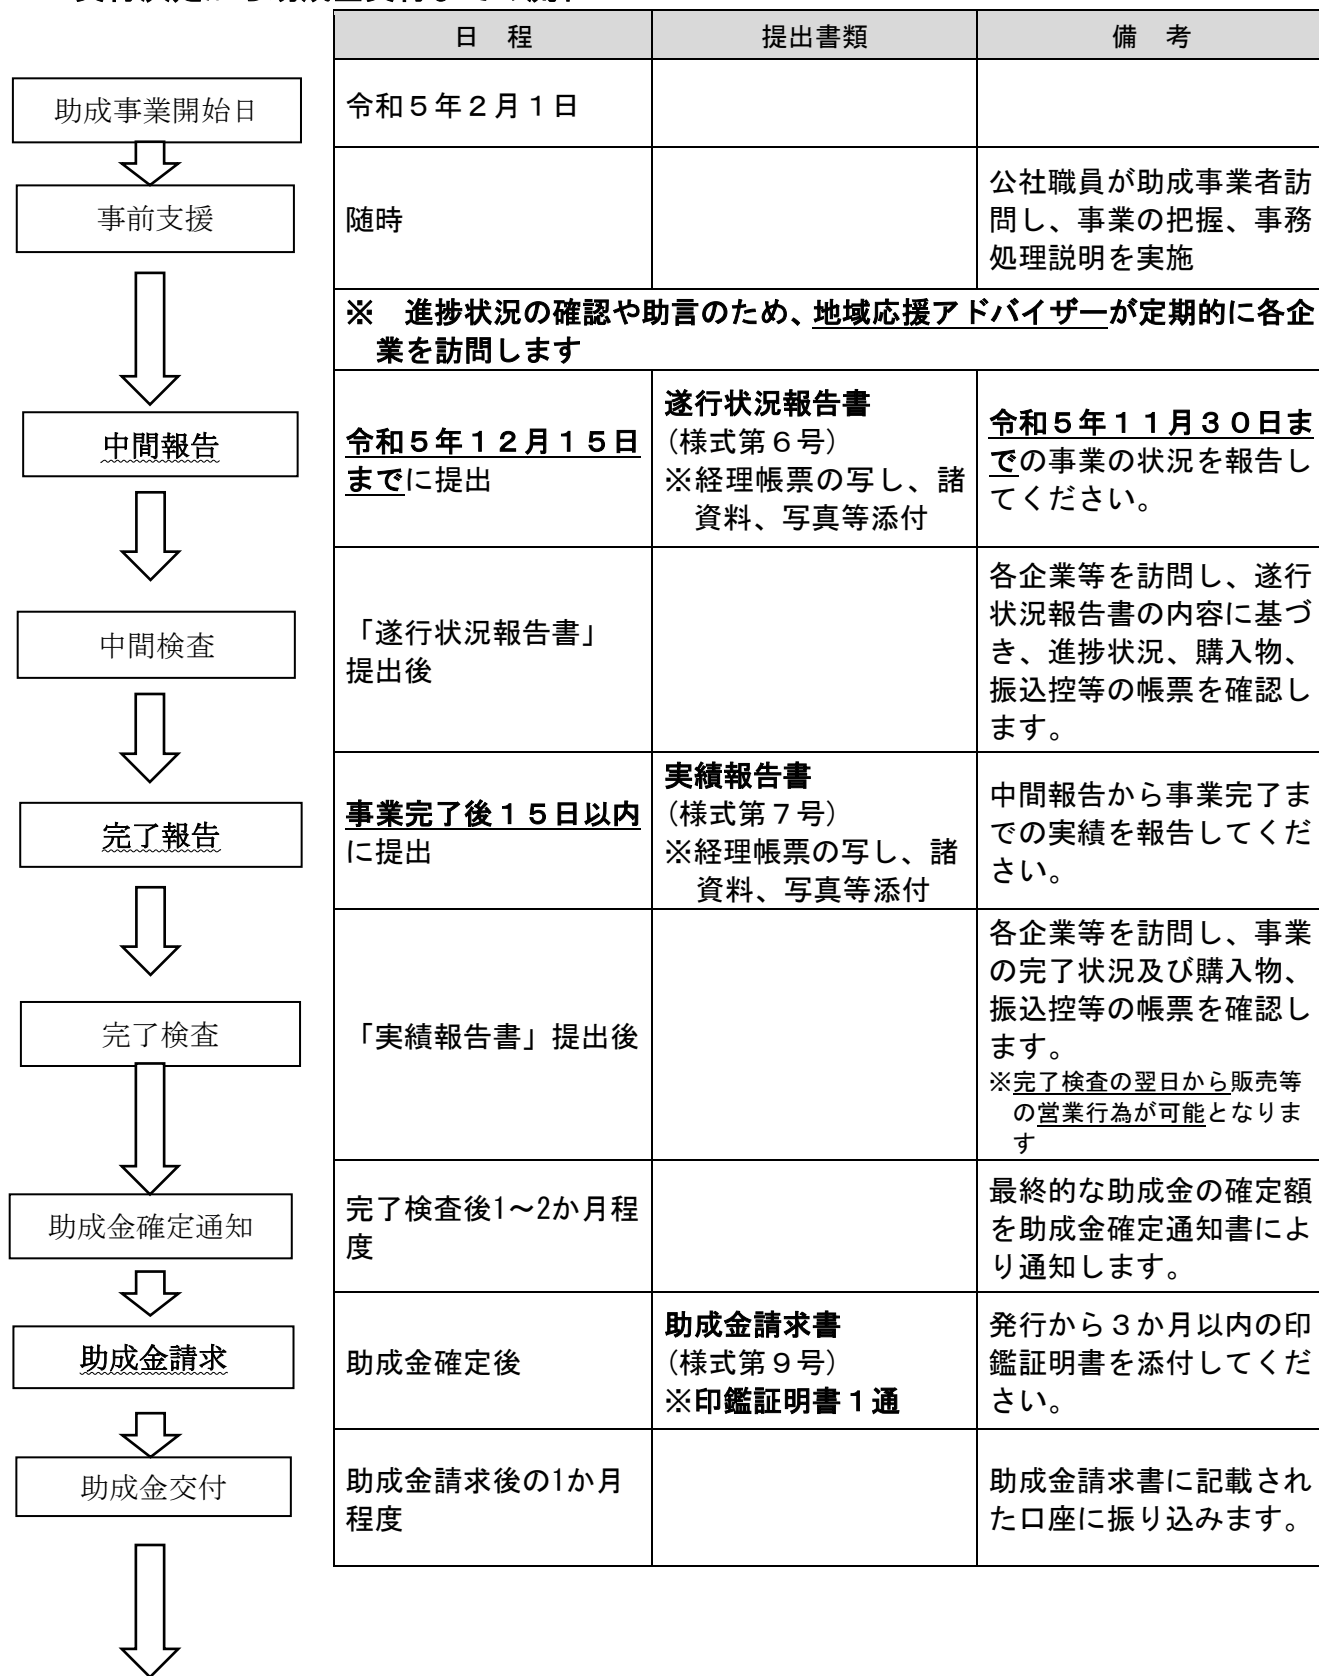 日　程
提出書類
備　考
助成事業開始日
令和５年２月１日
事前支援
随時
公社職員が助成事業者訪
問し、事業の把握、事務
処理説明を実施
※　進捗状況の確認や助言のため、地域応援アドバイザーが定期的に各企
業を訪問します
中間報告
令和５年１２月１５日
までに提出
遂行状況報告書
（様式第６号）
※経理帳票の写し、諸
資料、写真等添付
令和５年１１月３０日ま
での事業の状況を報告し
てください。
中間検査
「遂行状況報告書」
提出後
各企業等を訪問し、遂行
状況報告書の内容に基づ
き、進捗状況、購入物、
振込控等の帳票を確認し
ます。
完了報告
事業完了後１５日以内
に提出
実績報告書
（様式第７号）
※経理帳票の写し、諸
資料、写真等添付
中間報告から事業完了ま
での実績を報告してくだ
さい。
完了検査
「実績報告書」提出後
各企業等を訪問し、事業
の完了状況及び購入物、
振込控等の帳票を確認し
ます。
※完了検査の翌日から販売等
の営業行為が可能となりま
す
助成金確定通知
完了検査後1～2か月程
度
最終的な助成金の確定額
を助成金確定通知書によ
り通知します。
助成金請求
助成金確定後
助成金請求書
（様式第９号）
※印鑑証明書１通
発行から３か月以内の印
鑑証明書を添付してくだ
さい。
助成金交付
助成金請求後の1か月
程度
助成金請求書に記載され
た口座に振り込みます。